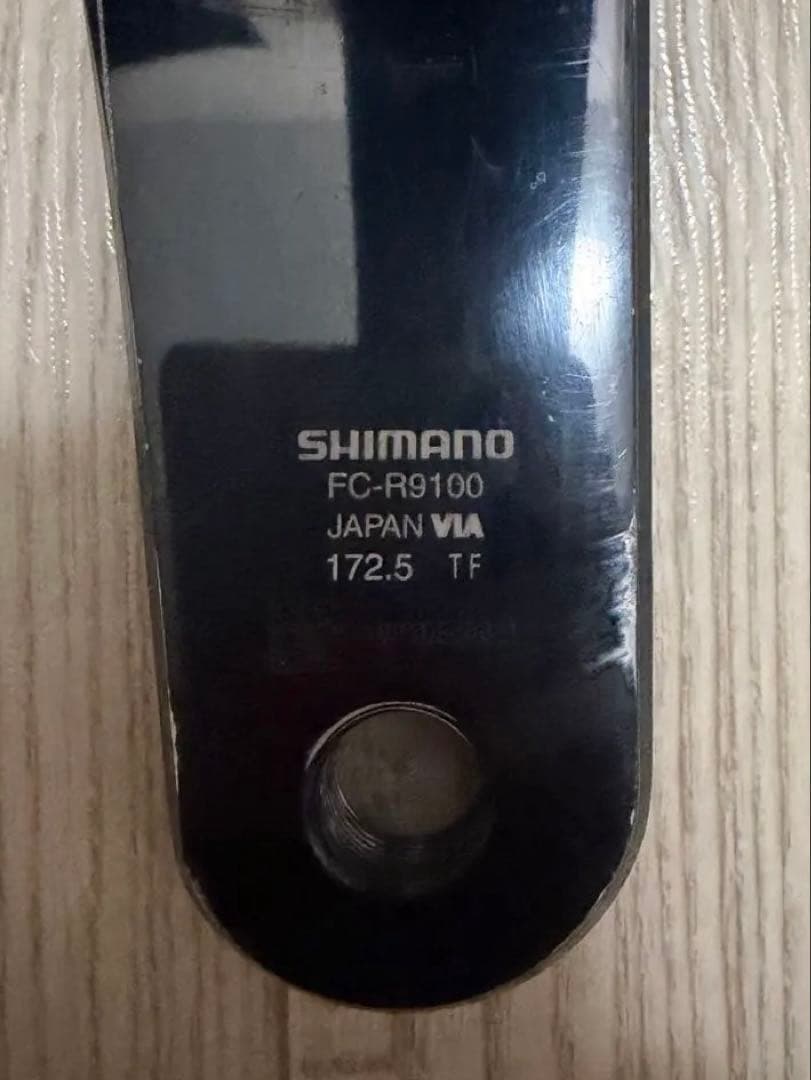 SHIMANO
FC-R9100
JAPAN VIA
172.5 TF